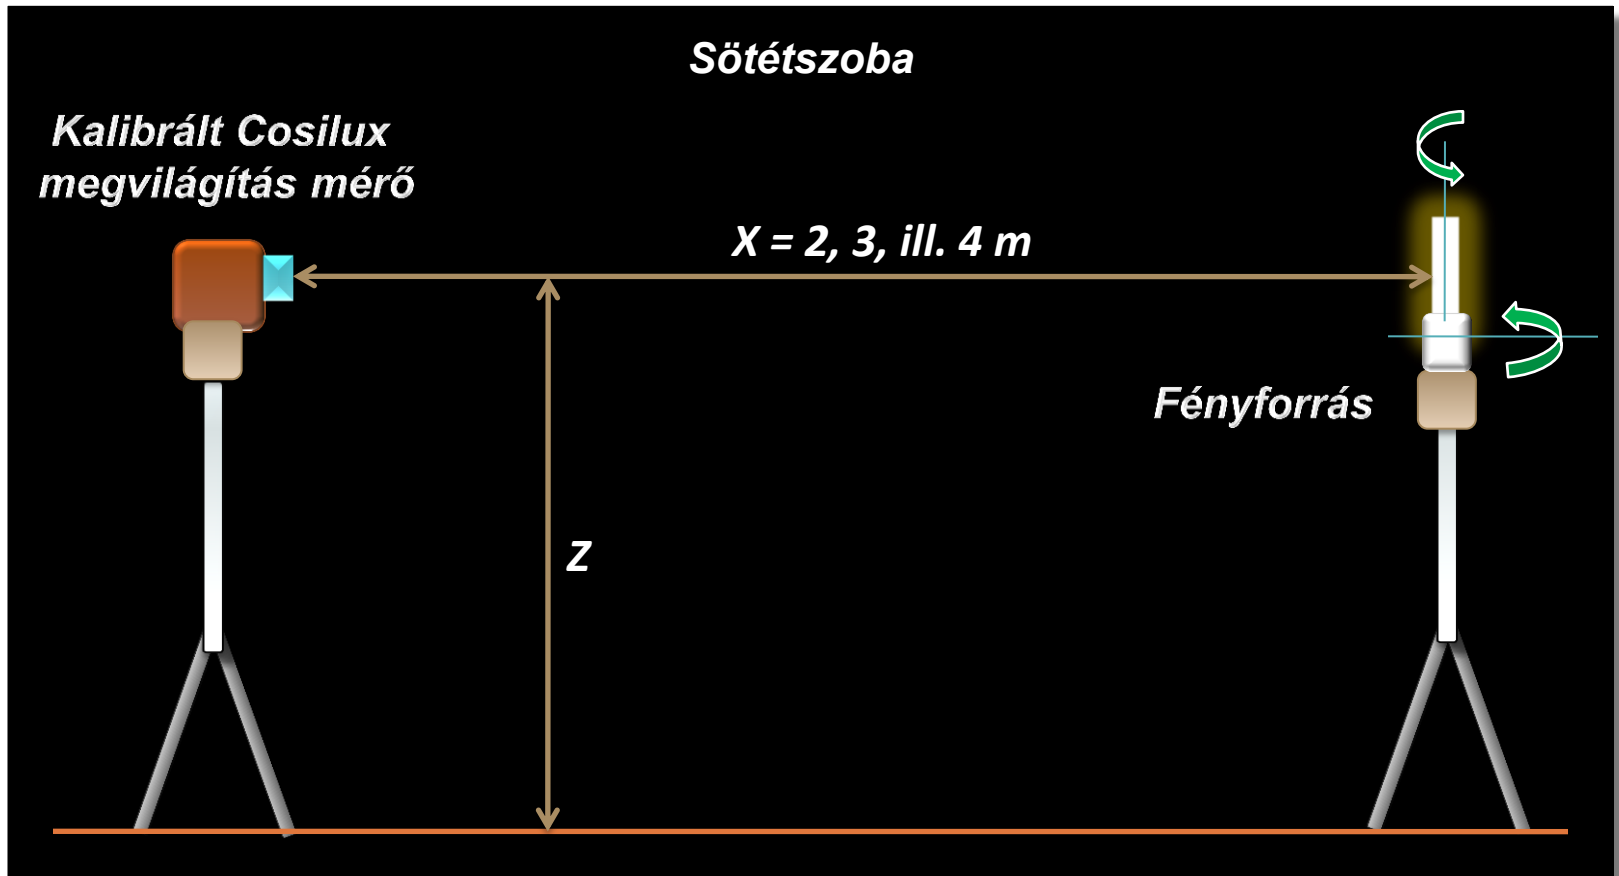 Sötétszoba
Kalibrált Cosilux
megvilágítás mérő
X = 2, 3, ill. 4 m
Fényforrás
Z